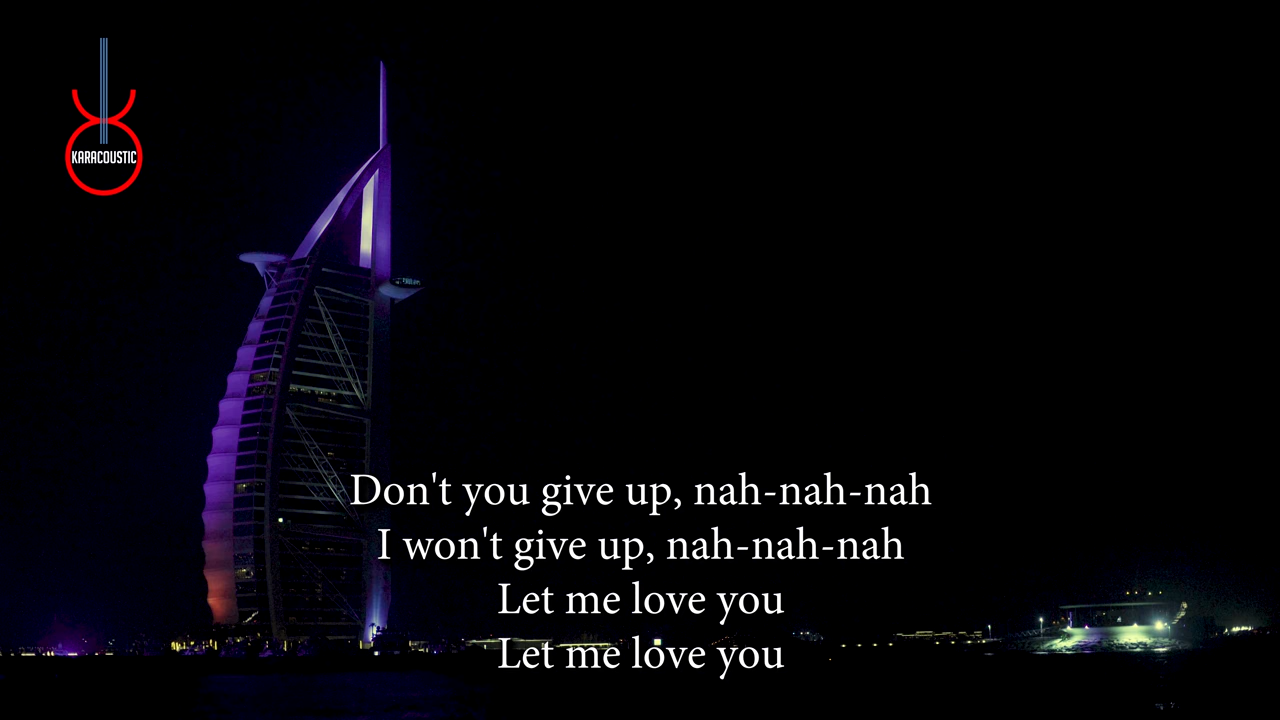 KARACOUSTIC
Don't you give up, nah-nah-nah
I won't give up, nah-nah-nah
Let me love you
Let me love you